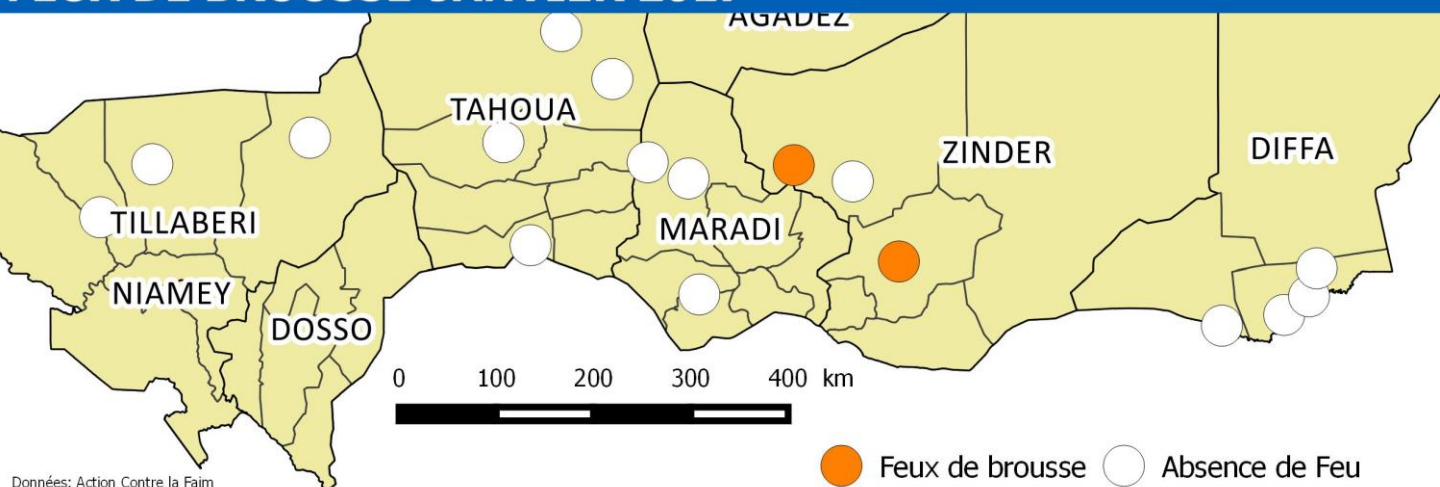 AGADEZ
TAHOUA
ZINDER
DIFFA
TILLABERI
MARADI
NIAMEY
DOSSO
0 100 200 300 400 km
Feux de brousse
Absence de Feu
Données: Action Contre la Faim